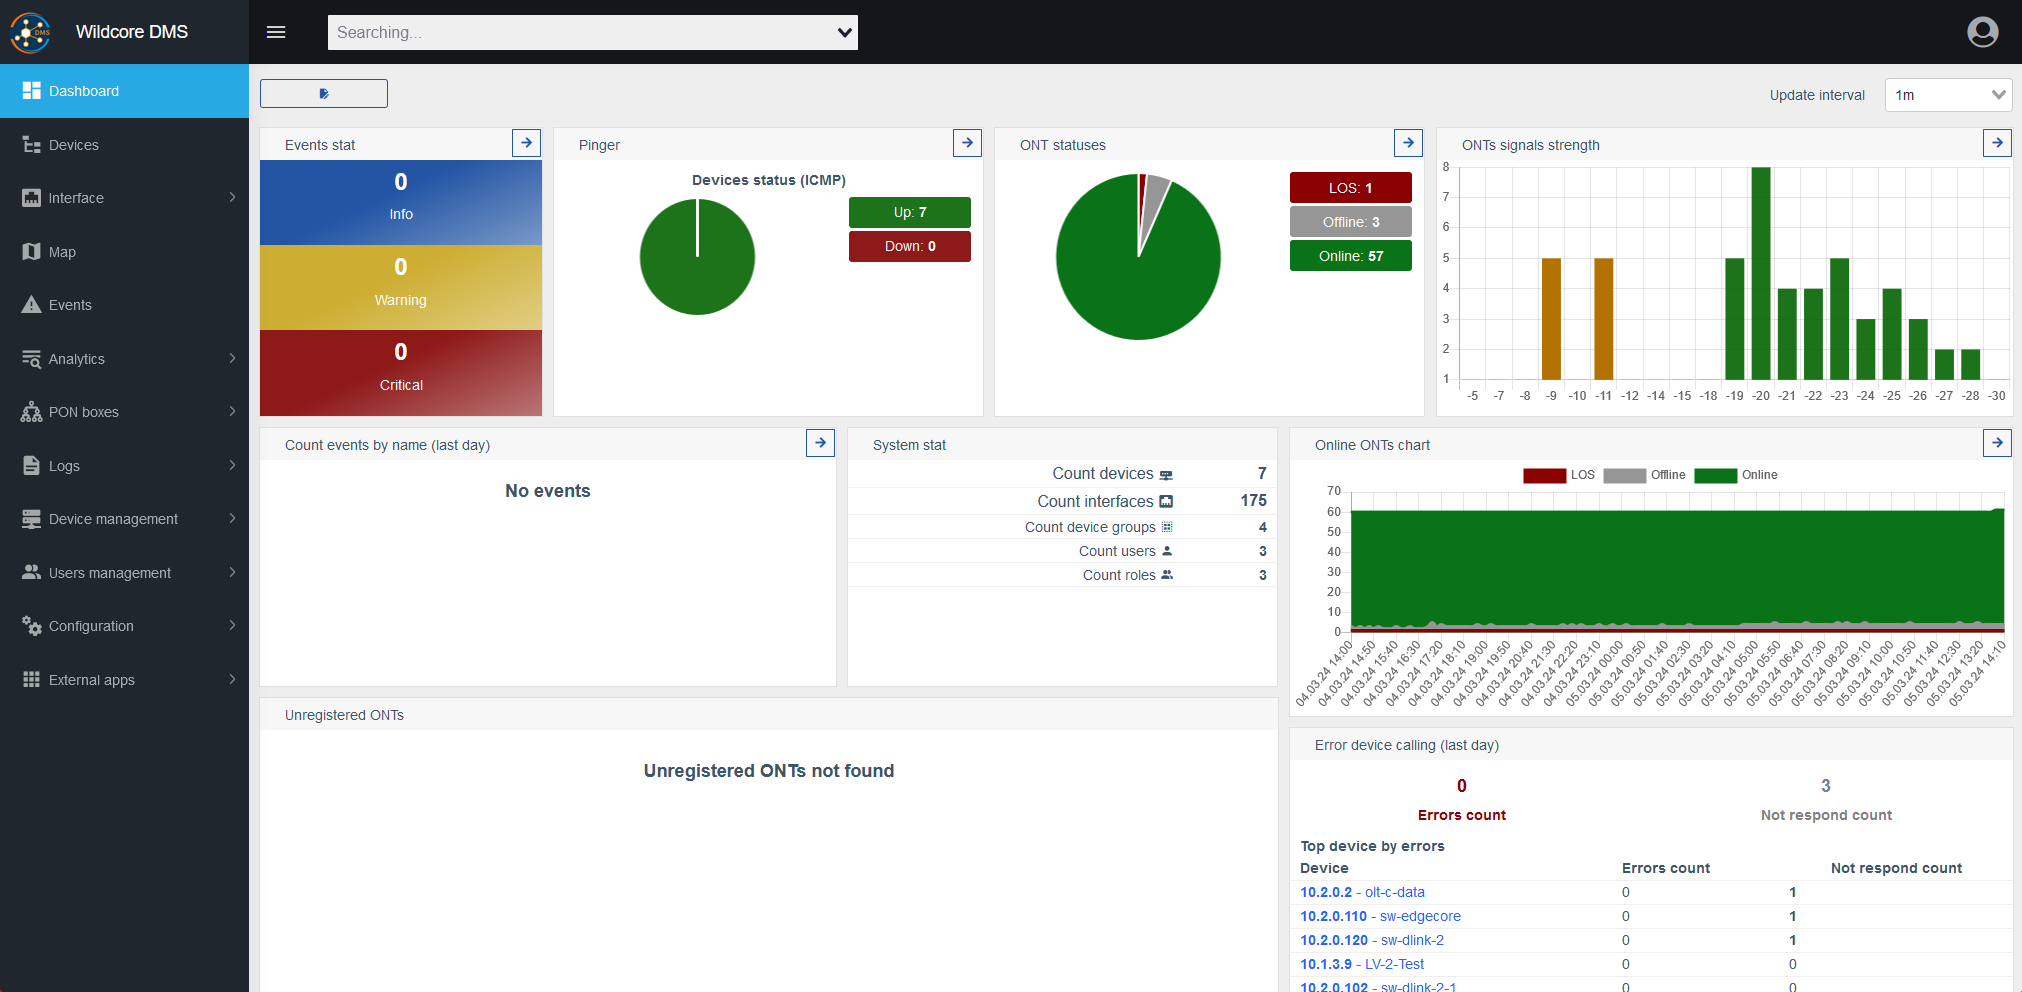 DMS
Wildcore DMS
Searching...
Dashboard
Devices
Interface
Map
Events
Analytics
PON boxes
Logs
Device management
Users management
Configuration
External apps
Update interval
1m
Events stat
0
Info
0
Warning
0
Critical
Pinger
Devices status (ICMP)
Up: 7
Down: 0
ONT statuses
LOS: 1
Offline: 3
Online: 57
ONTs signals strength
8
7
6
5
4
3
2
1
-5 -7 -8 -9 -10 -11 -12 -14 -15 -18 -19 -20 -21 -22 -23 -24 -25 -26 -27 -28 -30
Count events by name (last day)
No events
System stat
Count devices 7
Count interfaces 175
Count device groups 4
Count users 3
Count roles 3
Online ONTs chart
LOS Offline Online
70
60
50
40
30
20
10
0
04.03.24 14:00
04.03.24 14:50
04.03.24 15:40
04.03.24 16:30
04.03.24 17:20
04.03.24 18:10
04.03.24 19:00
04.03.24 19:50
04.03.24 20:40
04.03.24 21:30
04.03.24 22:20
04.03.24 23:10
05.03.24 00:00
05.03.24 00:50
05.03.24 01:40
05.03.24 02:30
05.03.24 03:20
05.03.24 04:10
05.03.24 05:00
05.03.24 05:50
05.03.24 06:40
05.03.24 07:30
05.03.24 08:20
05.03.24 09:10
05.03.24 10:00
05.03.24 10:50
05.03.24 11:40
05.03.24 12:30
05.03.24 13:20
05.03.24 14:10
Unregistered ONTs
Unregistered ONTs not found
Error device calling (last day)
0
Errors count
3
Not respond count
Top device by errors
Device Errors count Not respond count
10.2.0.2 - olt-c-data 0 1
10.2.0.110 - sw-edgecore 0 1
10.2.0.120 - sw-dlink-2 0 1
10.1.3.9 - LV-2-Test 0 0
10.2.0.102 - sw-dlink-2-1 0 0